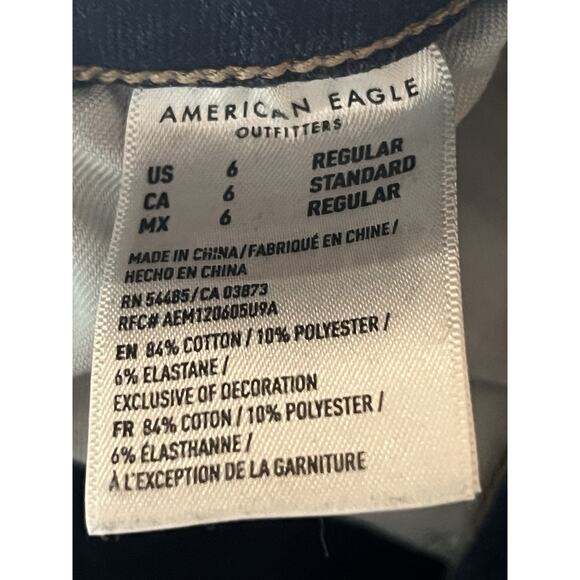 AMERICAN EAGLE
OUTFITTERS
US 6 REGULAR
CA 6 STANDARD
MX 6 REGULAR
MADE IN CHINA/FABRIQUÉ EN CHINE/
HECHO EN CHINA
RN 54485/CA 03873
RFC# AEM120605U9A
EN 84% COTTON / 10% POLYESTER /
6% ELASTANE /
EXCLUSIVE OF DECORATION
FR 84% COTON / 10% POLYESTER /
6% ÉLASTHANNE /
À L'EXCEPTION DE LA GARNITURE